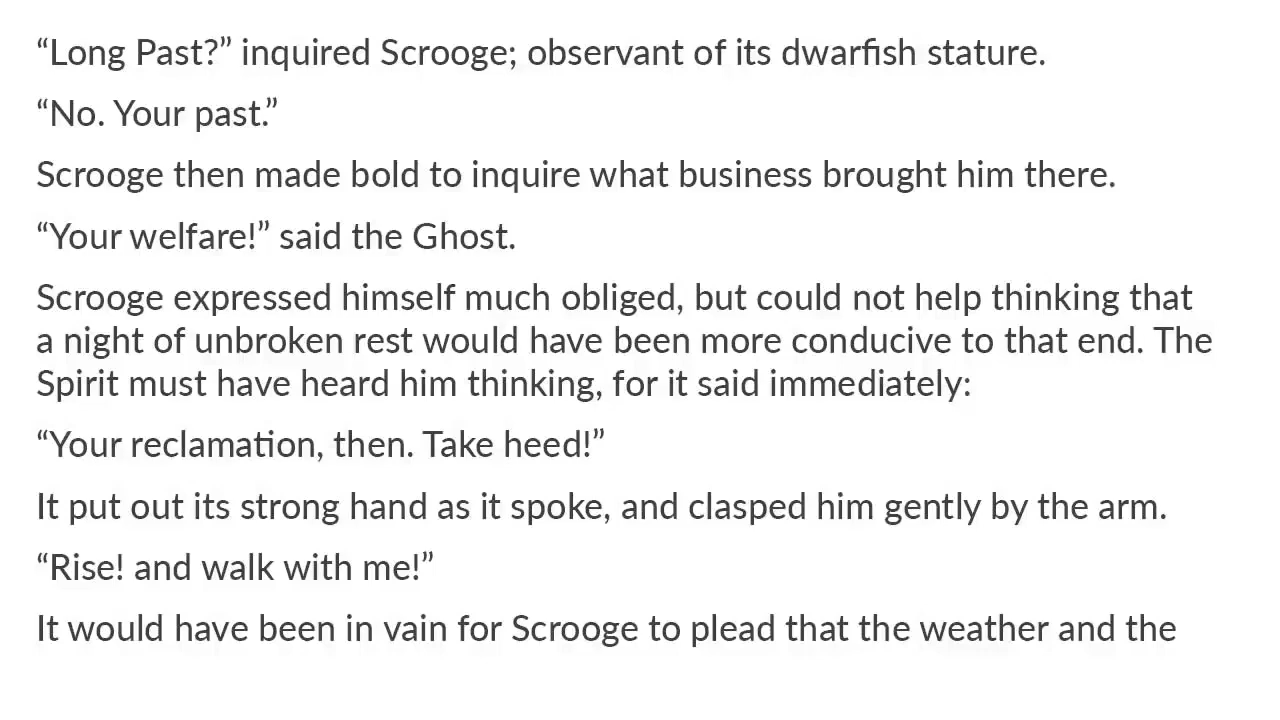 “Long Past?” inquired Scrooge; observant of its dwarfish stature.
“No. Your past.”
Scrooge then made bold to inquire what business brought him there.
“Your welfare!” said the Ghost.
Scrooge expressed himself much obliged, but could not help thinking that
a night of unbroken rest would have been more conducive to that end. The
Spirit must have heard him thinking, for it said immediately:
“Your reclamation, then. Take heed!”
It put out its strong hand as it spoke, and clasped him gently by the arm.
“Rise! and walk with me!”
It would have been in vain for Scrooge to plead that the weather and the